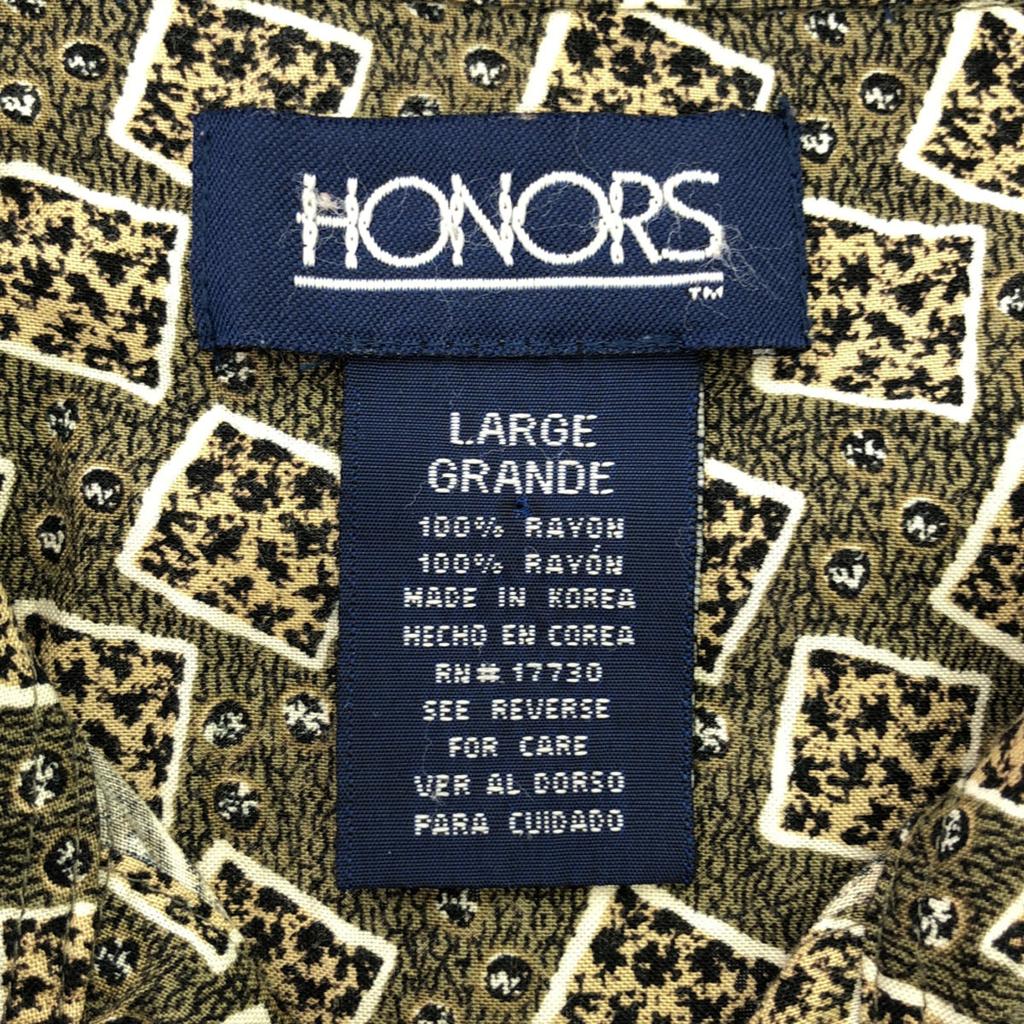 HONORS
TM
LARGE
GRANDE
100% RAYON
100% RAYÓN
MADE IN KOREA
HECHO EN COREA
RN# 17730
SEE REVERSE
FOR CARE
VER AL DORSO
PARA CUIDADO